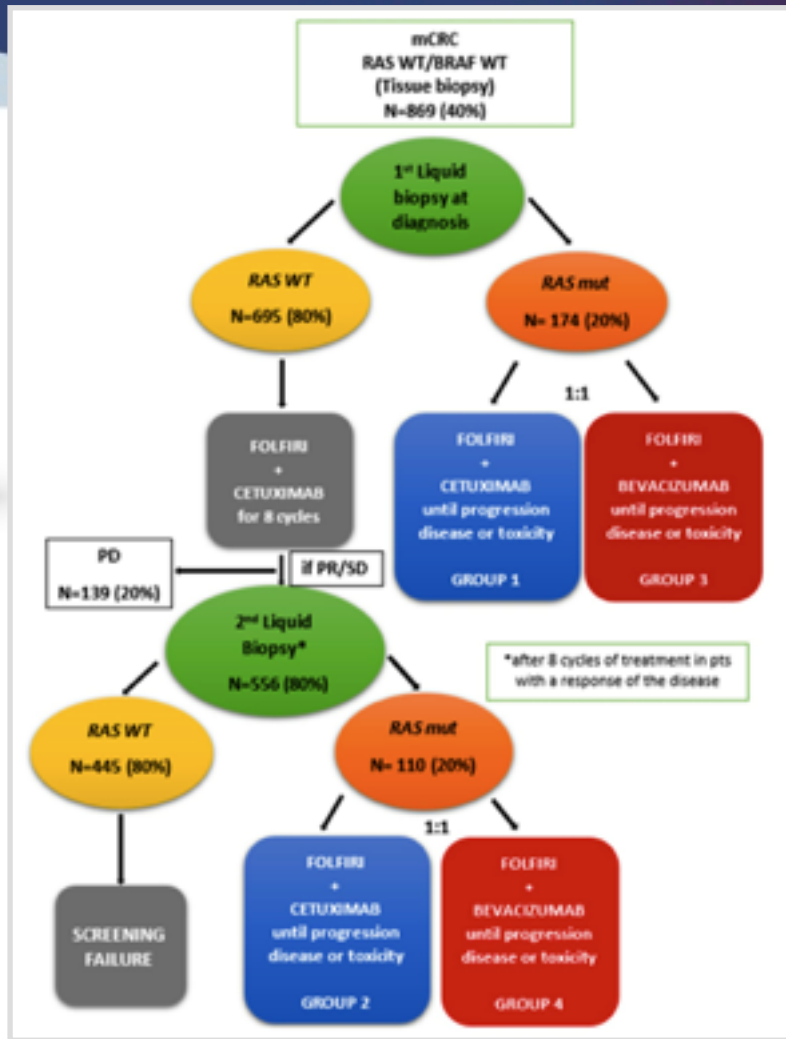 mCRC
RAS WT/BRAF WT
(Tissue biopsy)
N=869 (40%)
1st Liquid
biopsy at
diagnosis
RAS WT
N=695 (80%)
RAS mut
N= 174 (20%)
1:1
FOLFIRI
+
CETUXIMAB
for 8 cycles
FOLFIRI
+
CETUXIMAB
until progression
disease or toxicity
GROUP 1
FOLFIRI
+
BEVACIZUMAB
until progression
disease or toxicity
GROUP 3
PD
N=139 (20%)
if PR/SD
2nd Liquid
Biopsy*
N=556 (80%)
*after 8 cycles of treatment in pts
with a response of the disease
RAS WT
N=445 (80%)
RAS mut
N= 110 (20%)
1:1
SCREENING
FAILURE
FOLFIRI
+
CETUXIMAB
until progression
disease or toxicity
GROUP 2
FOLFIRI
+
BEVACIZUMAB
until progression
disease or toxicity
GROUP 4